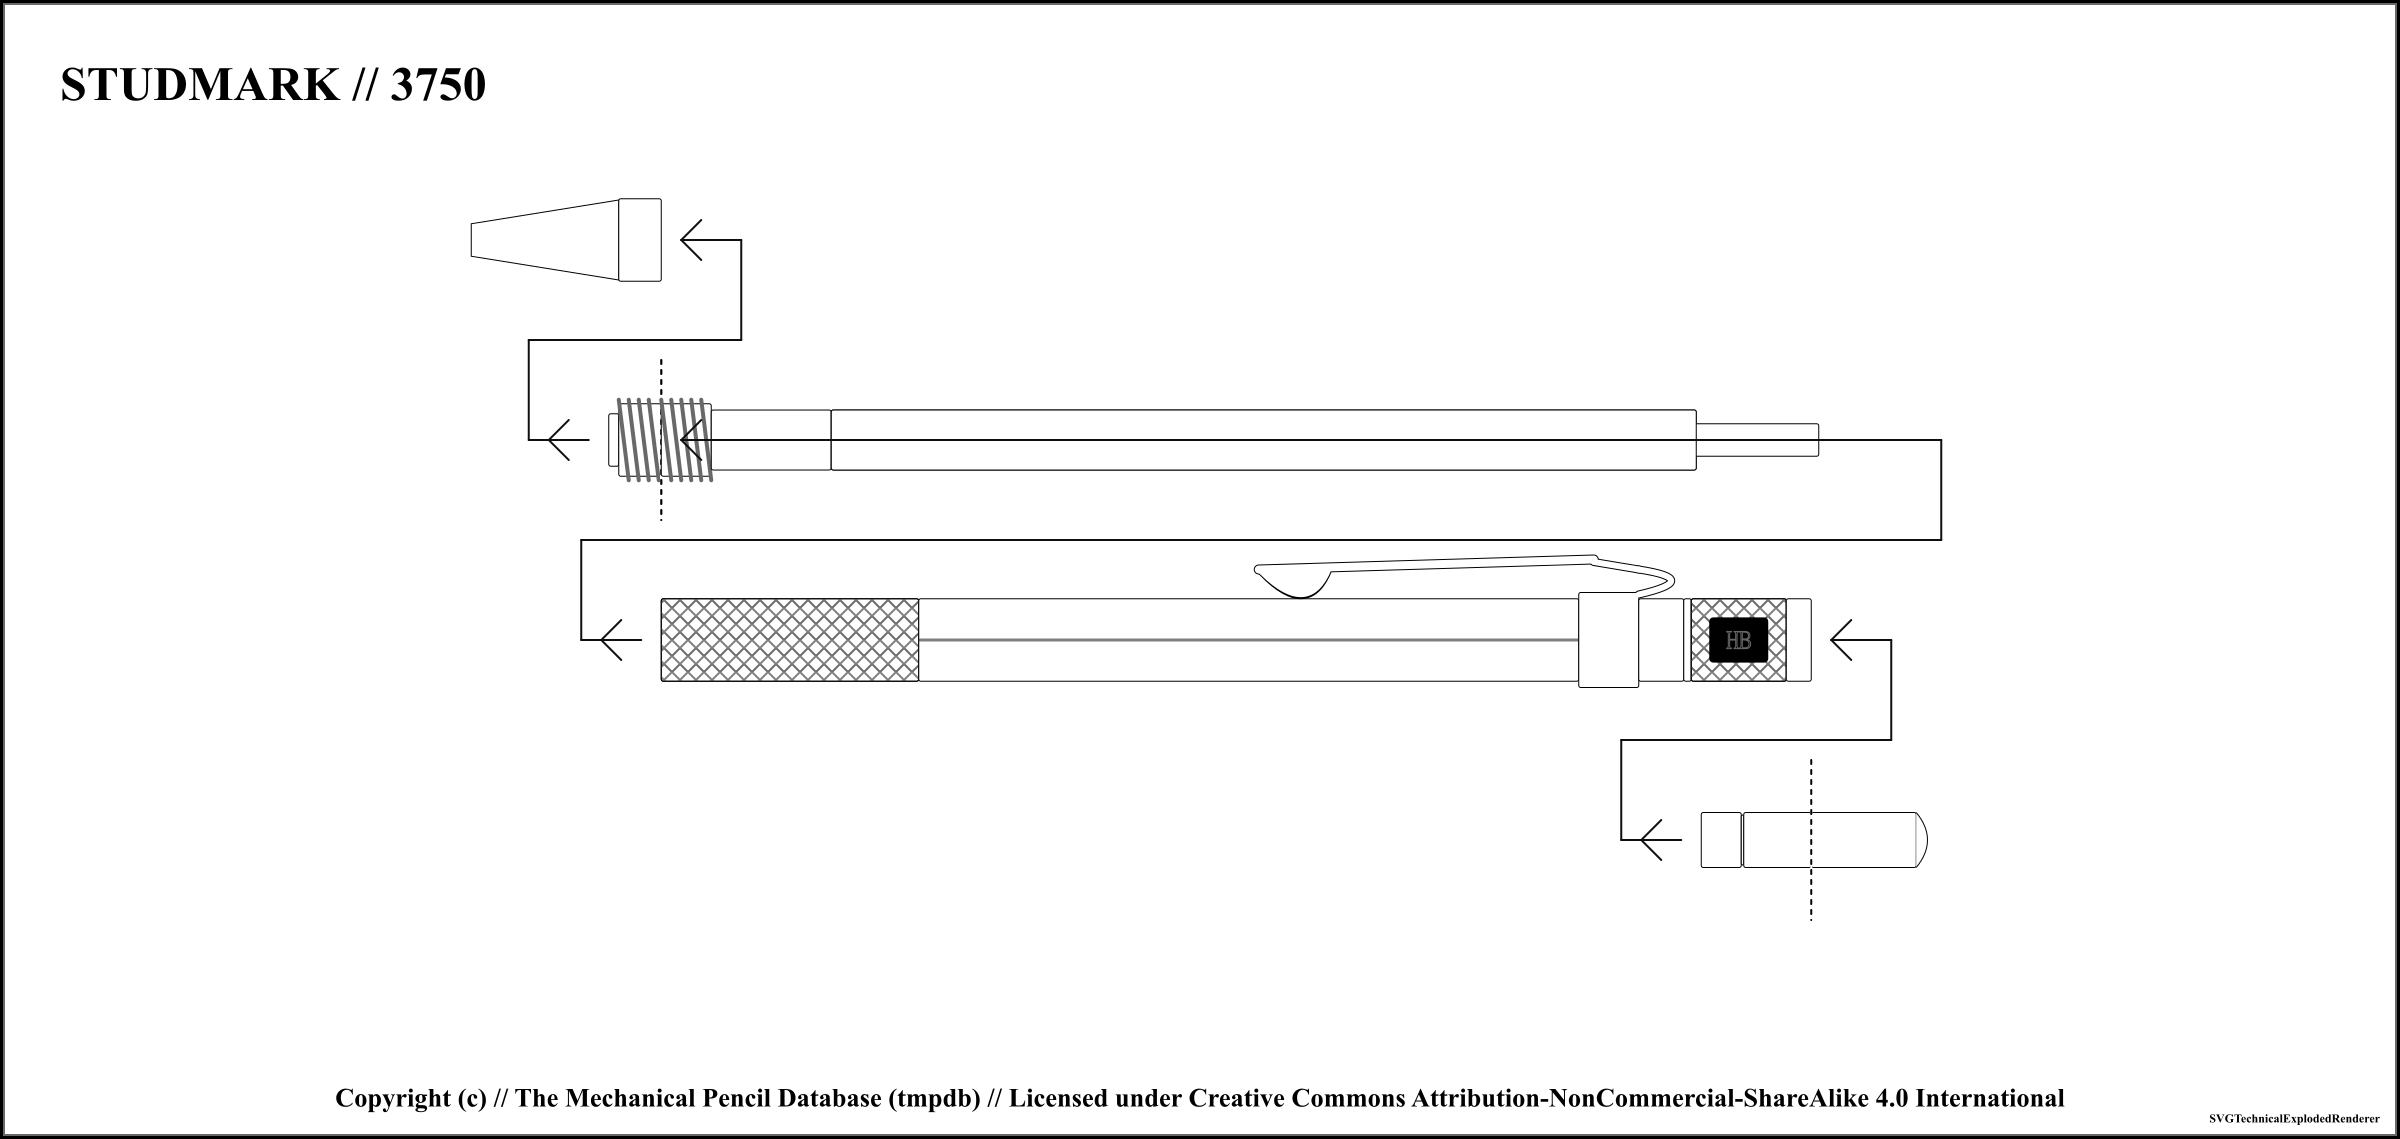 STUDMARK // 3750
HB
Copyright (c) // The Mechanical Pencil Database (tmpdb) // Licensed under Creative Commons Attribution-NonCommercial-ShareAlike 4.0 International
SVGTechnicalExplodedRenderer